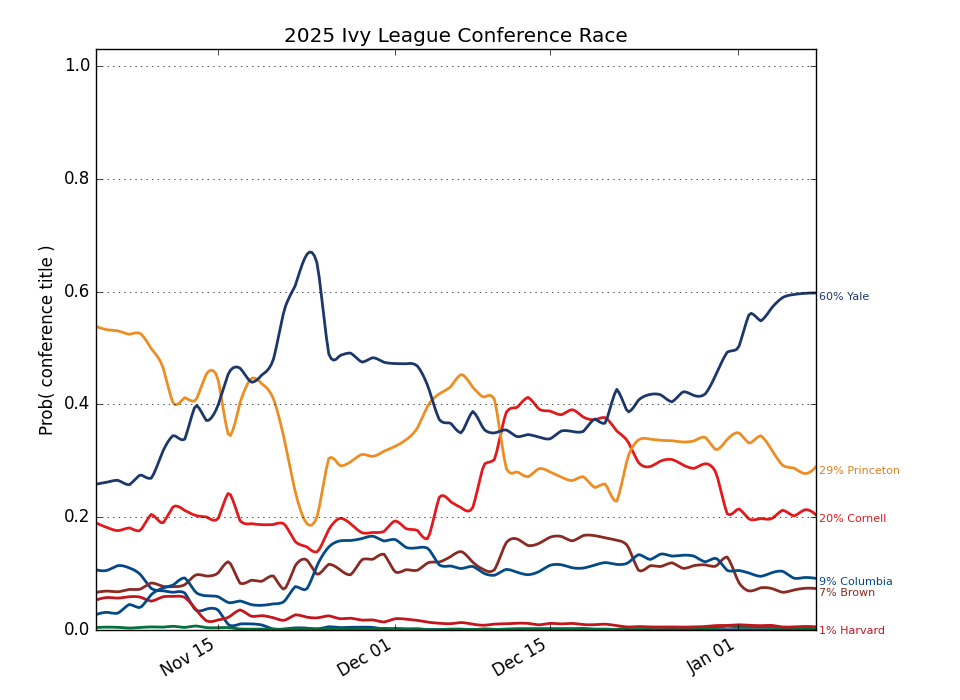 2025 Ivy League Conference Race
Prob( conference title )
1.0
0.8
0.6
0.4
0.2
0.0
Nov 15
Dec 01
Dec 15
Jan 01
60% Yale
29% Princeton
20% Cornell
9% Columbia
7% Brown
1% Harvard